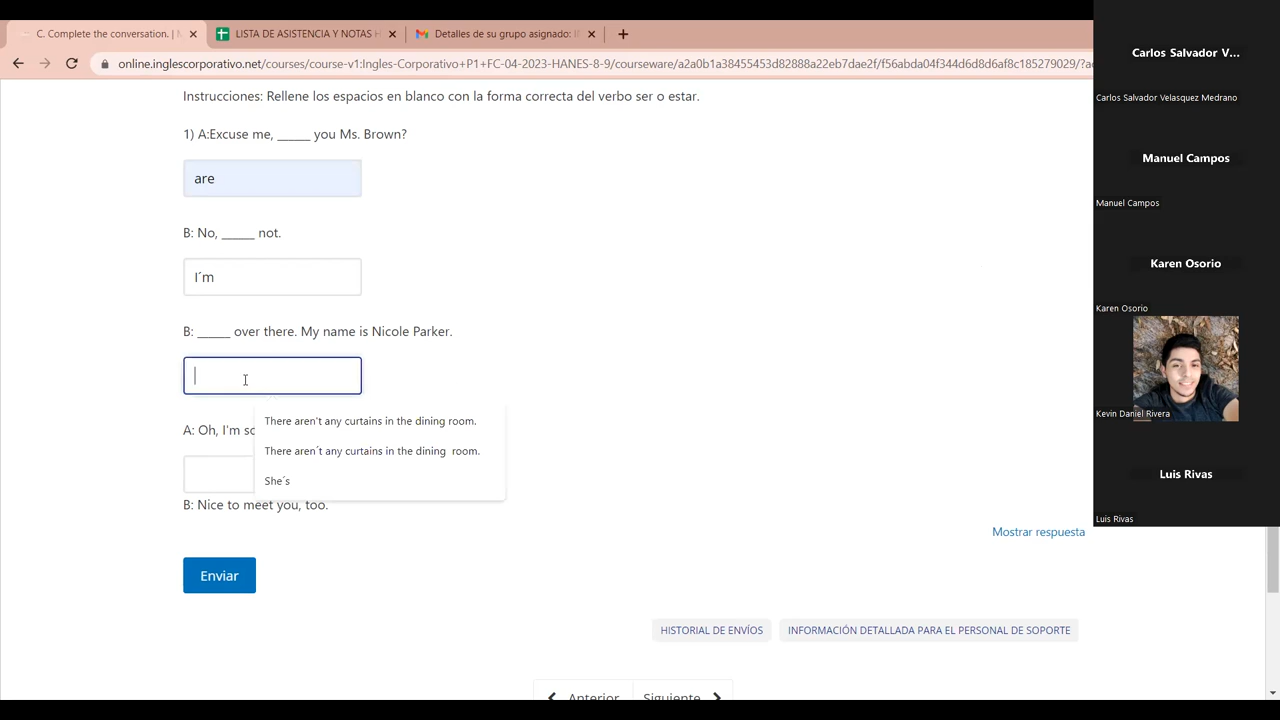 C. Complete the conversation. | M
LISTA DE ASISTENCIA Y NOTAS H
Detalles de su grupo asignado: II
online.inglescorporativo.net/courses/course-v1:Ingles-Corporativo+P1+FC-04-2023-HANES-8-9/courseware/a2a0b1a38455453d82888a22eb7dae2f/f56abda04f344d6d8d6af8c185279029/?a
Instrucciones: Rellene los espacios en blanco con la forma correcta del verbo ser o estar.
1) A:Excuse me, _____ you Ms. Brown?
are
B: No, _____ not.
I´m
B: _____ over there. My name is Nicole Parker.
There aren't any curtains in the dining room.
A: Oh, I'm so
There aren´t any curtains in the dining  room.
She´s
B: Nice to meet you, too.
Mostrar respuesta
Enviar
HISTORIAL DE ENVÍOS
INFORMACIÓN DETALLADA PARA EL PERSONAL DE SOPORTE
Anterior
Siguiente
Carlos Salvador V...
Carlos Salvador Velasquez Medrano
Manuel Campos
Manuel Campos
Karen Osorio
Karen Osorio
Kevin Daniel Rivera
Luis Rivas
Luis Rivas